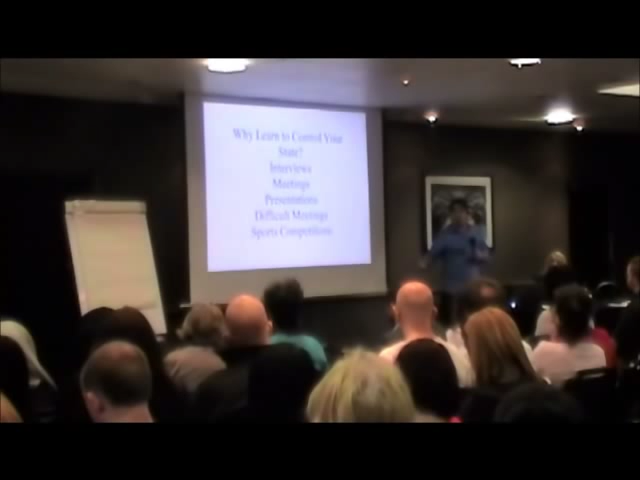 Why Learn to Control Your
State?
Interviews
Meetings
Presentations
Difficult Meetings
Sports Competitions